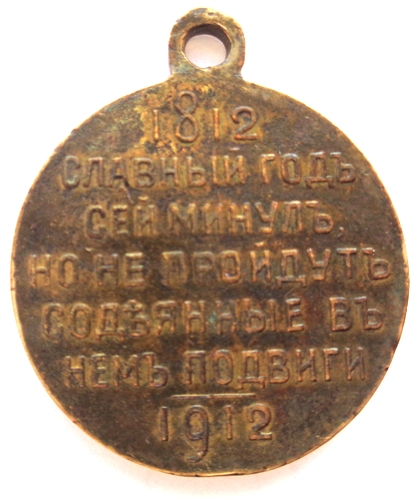 1812
СЛАВНЫЙ ГОДЪ
СЕЙ МИНУЛЪ,
НО НЕ ПРОЙДУТЪ
СОДѢЯННЫЕ ВЪ
НЕМЪ ПОДВИГИ
1912